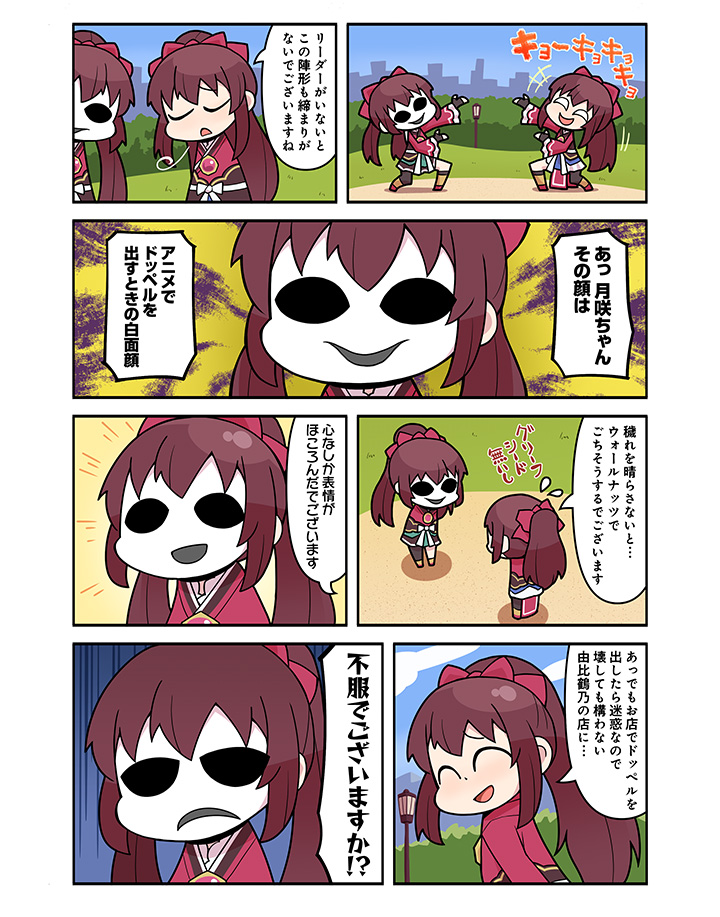 キョーキョキョキョ
リーダーがいないと
この陣形も締まりが
ないでございますね
あっ 月咲ちゃん
その顔は
アニメで
ドッペルを
出すときの白面顔
穢れを晴らさないと…
ウォールナッツで
ごちそうするでございます
グリーフ
シード
無いし
心なしか表情が
ほころんだでございます
あっでもお店でドッペルを
出したら迷惑なので
壊しても構わない
由比鶴乃の店に…
不服でございますか!?